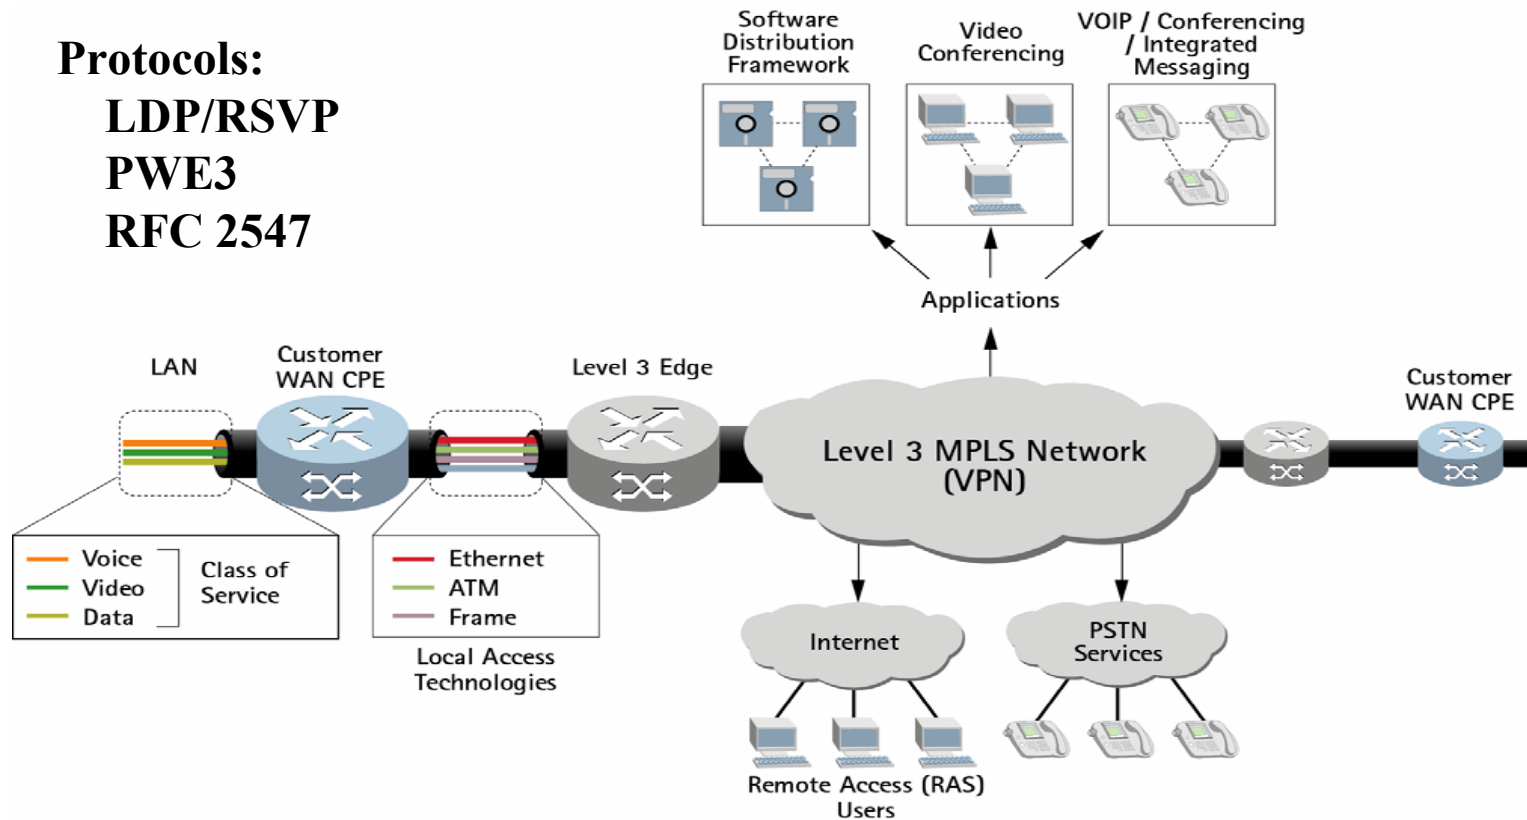 Protocols:
LDP/RSVP
PWE3
RFC 2547
Software
Distribution
Framework
Video
Conferencing
VOIP / Conferencing
/ Integrated
Messaging
Applications
LAN
Customer
WAN CPE
Level 3 Edge
Level 3 MPLS Network
(VPN)
Customer
WAN CPE
Voice
Video
Data
Class of
Service
Ethernet
ATM
Frame
Local Access
Technologies
Internet
PSTN
Services
Remote Access (RAS)
Users